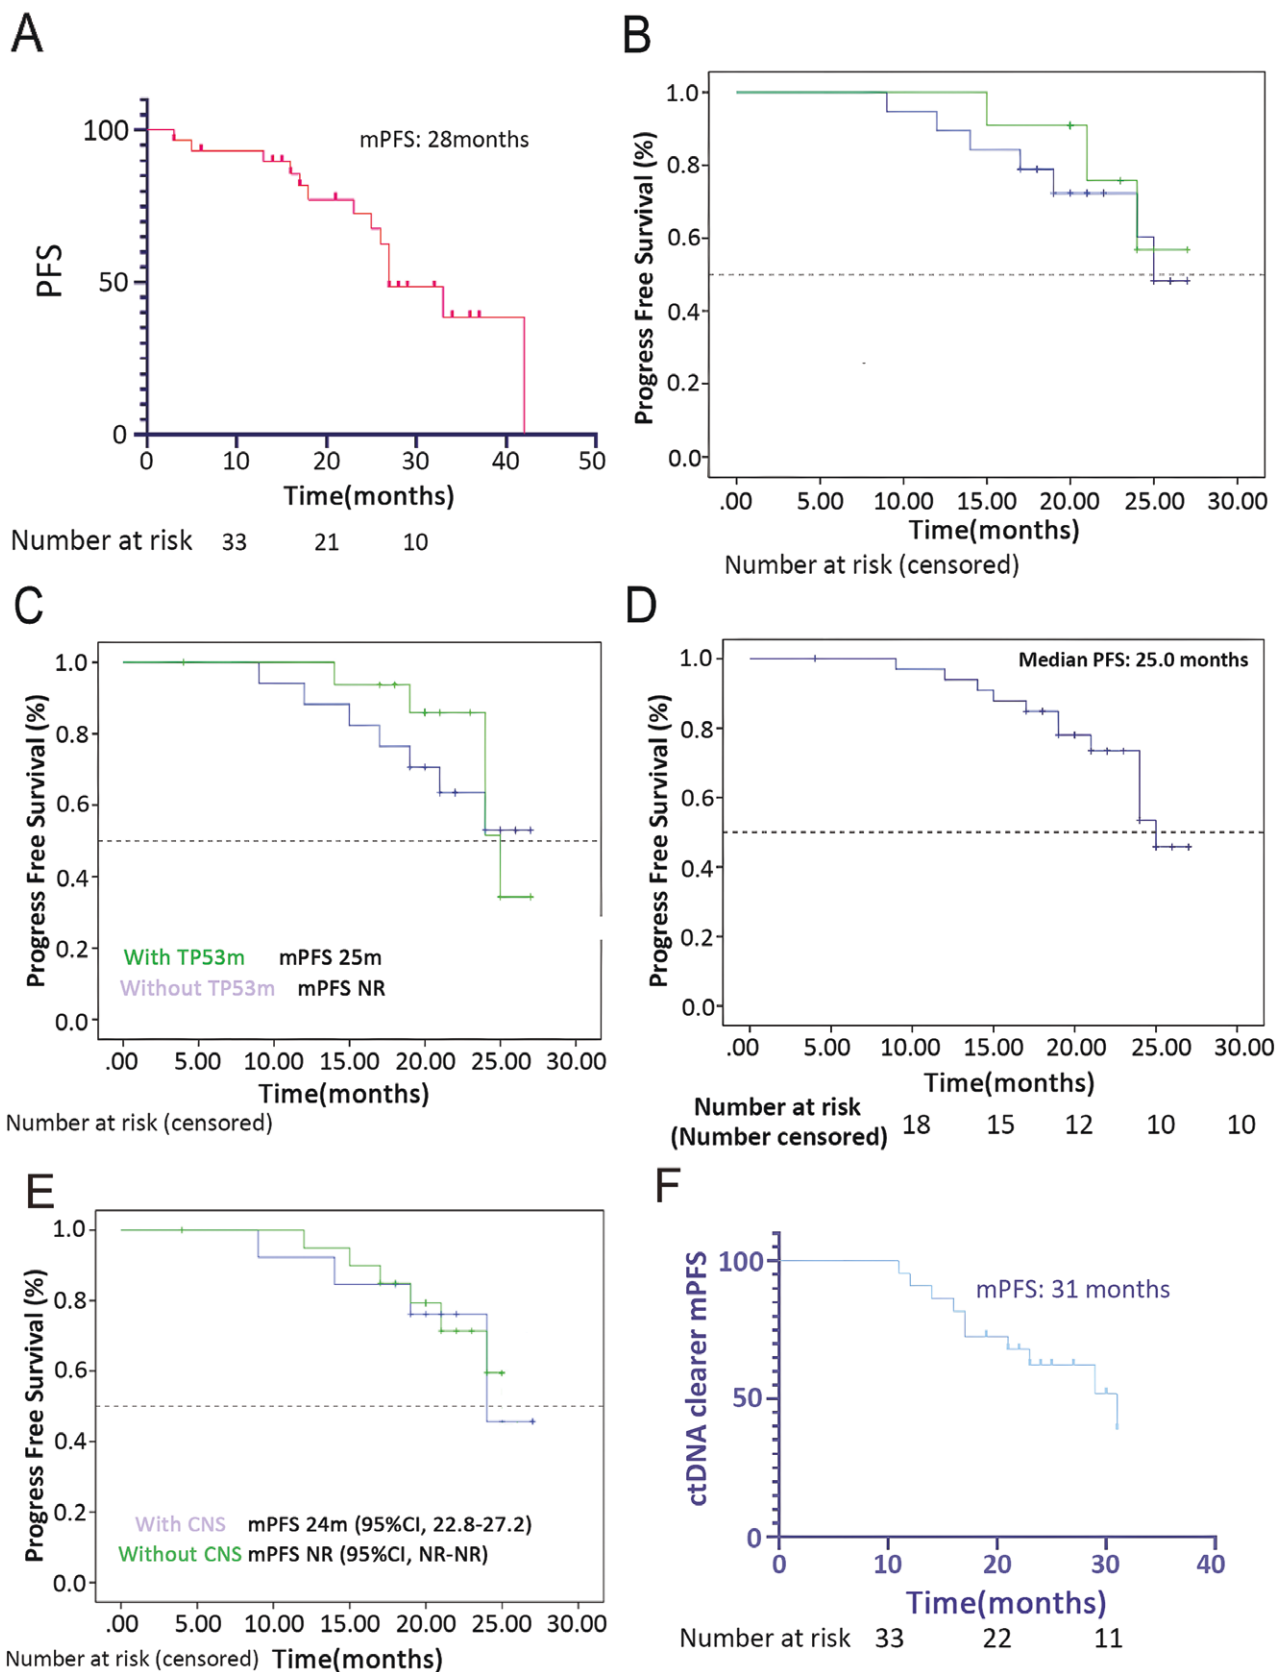 A
mPFS: 28months
PFS
100
50
0
0 10 20 30 40 50
Time(months)
Number at risk 33 21 10
B
Progress Free Survival (%)
1.0
0.8
0.6
0.4
0.2
0.0
.00 5.00 10.00 15.00 20.00 25.00 30.00
Time(months)
Number at risk (censored)
C
Progress Free Survival (%)
1.0
0.8
0.6
0.4
0.2
0.0
With TP53m mPFS 25m
Without TP53m mPFS NR
.00 5.00 10.00 15.00 20.00 25.00 30.00
Time(months)
Number at risk (censored)
D
Median PFS: 25.0 months
Progress Free Survival (%)
1.0
0.8
0.6
0.4
0.2
0.0
.00 5.00 10.00 15.00 20.00 25.00 30.00
Time(months)
Number at risk
(Number censored) 18 15 12 10 10
E
Progress Free Survival (%)
1.0
0.8
0.6
0.4
0.2
0.0
With CNS mPFS 24m (95%CI, 22.8-27.2)
Without CNS mPFS NR (95%CI, NR-NR)
.00 5.00 10.00 15.00 20.00 25.00 30.00
Number at risk (censored) Time(months)
F
ctDNA clearer mPFS
mPFS: 31 months
100
50
0
0 10 20 30 40
Time(months)
Number at risk 33 22 11